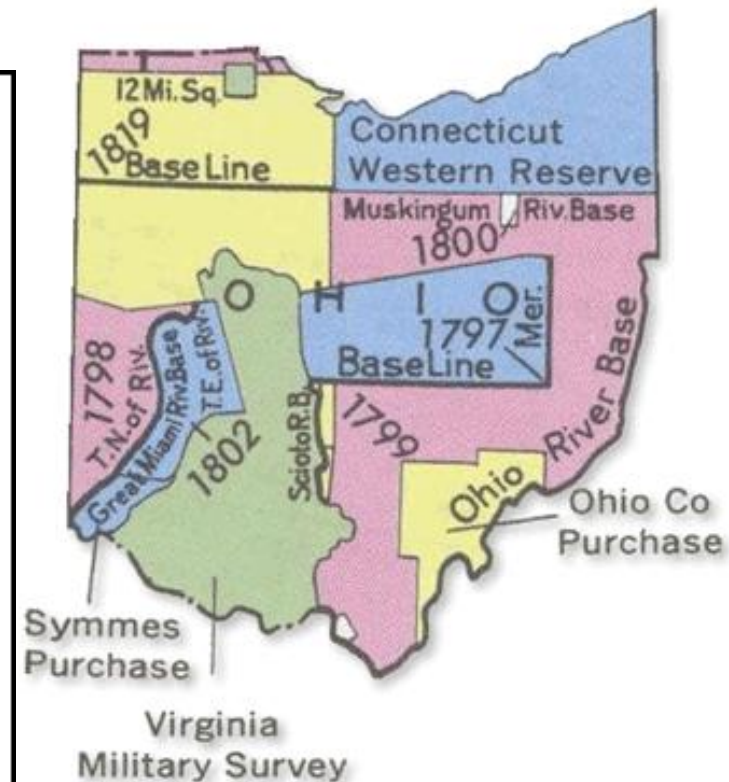 12 Mi. Sq.
1819
Base Line
Connecticut
Western Reserve
Muskingum Riv. Base
1800
O H I O
1797
Mer.
Base Line
1798
T.N. of Riv.
Great Miami Riv. Base
T.E. of Riv.
1802
Scioto R.B.
1799
Ohio River Base
Ohio Co
Purchase
Symmes
Purchase
Virginia
Military Survey